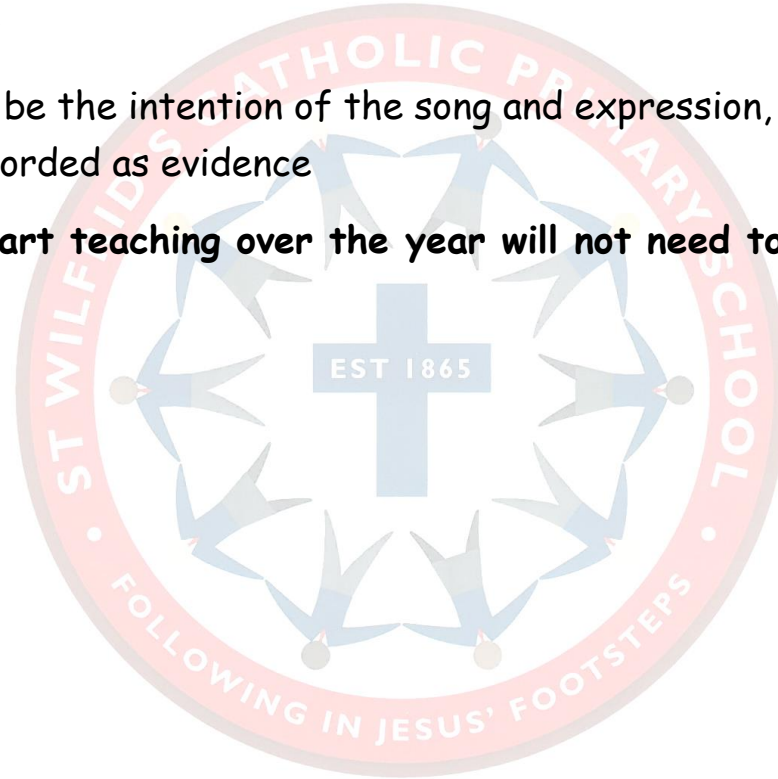 be the intention of the song and expression,
orded as evidence
art teaching over the year will not need to
ST WILFRID'S CATHOLIC PRIMARY SCHOOL
EST 1865
• FOLLOWING IN JESUS' FOOTSTEPS •